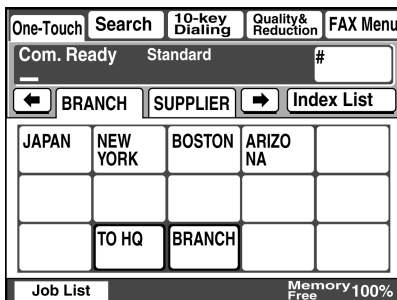 One-Touch Search 10-key Dialing Quality& Reduction FAX Menu
Com. Ready Standard #
BRANCH SUPPLIER Index List
JAPAN NEW YORK BOSTON ARIZO NA
TO HQ BRANCH
Job List Memory Free 100%